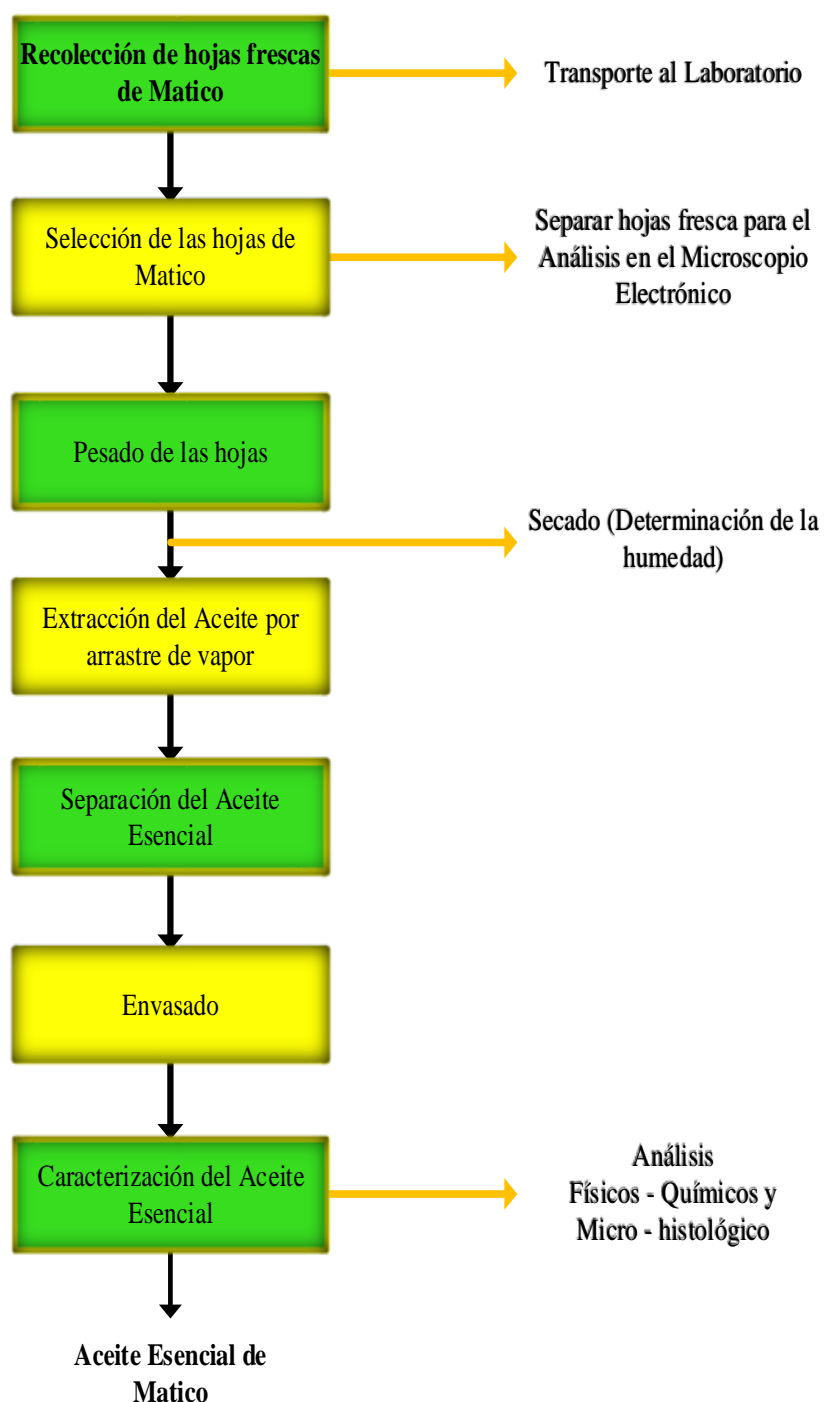 Recolección de hojas frescas
de Matico
Transporte al Laboratorio
Selección de las hojas de
Matico
Separar hojas fresca para el
Análisis en el Microscopio
Electrónico
Pesado de las hojas
Secado (Determinación de la
humedad)
Extracción del Aceite por
arrastre de vapor
Separación del Aceite
Esencial
Envasado
Caracterización del Aceite
Esencial
Análisis
Físicos - Químicos y
Micro - histológico
Aceite Esencial de
Matico